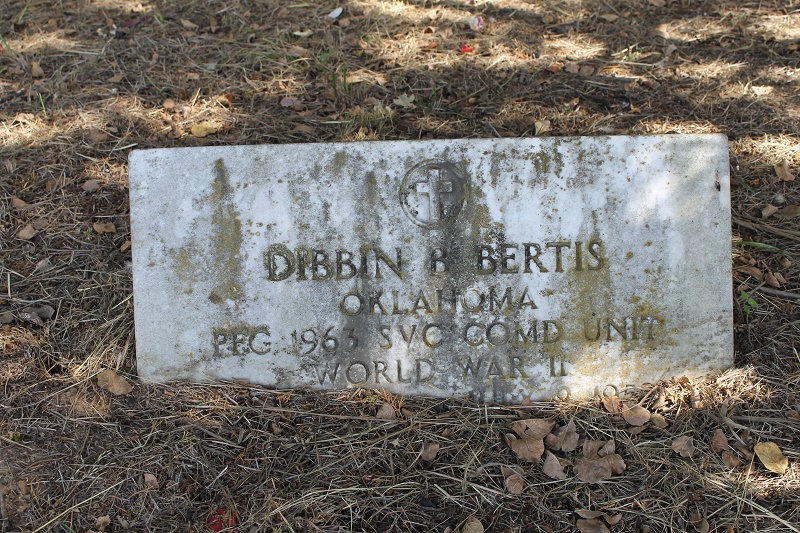 DIBBIN B BERTIS
OKLAHOMA
PFC 1963 SVC COMD UNIT
WORLD WAR II